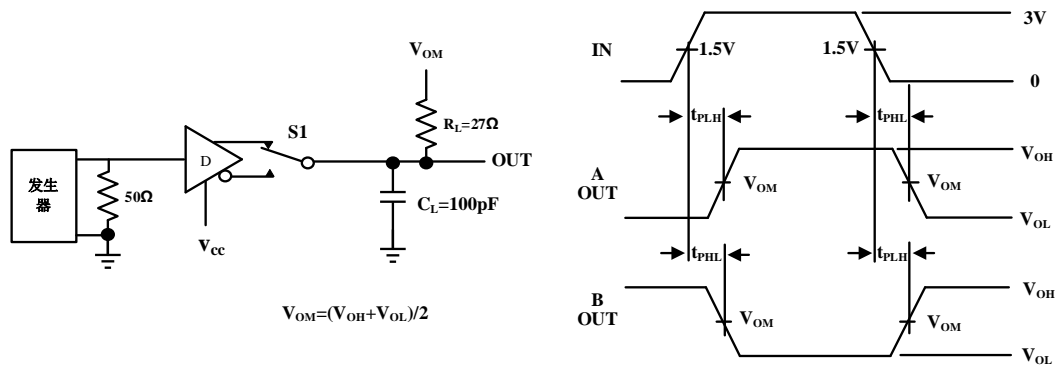 V_OM
R_L=27Ω
S1
OUT
D
发生
器
50Ω
C_L=100pF
v_cc
V_OM=(V_OH+V_OL)/2
IN
1.5V
1.5V
3V
0
t_PLH
t_PHL
A
OUT
V_OM
V_OM
V_OH
V_OL
t_PHL
t_PLH
B
OUT
V_OM
V_OM
V_OH
V_OL